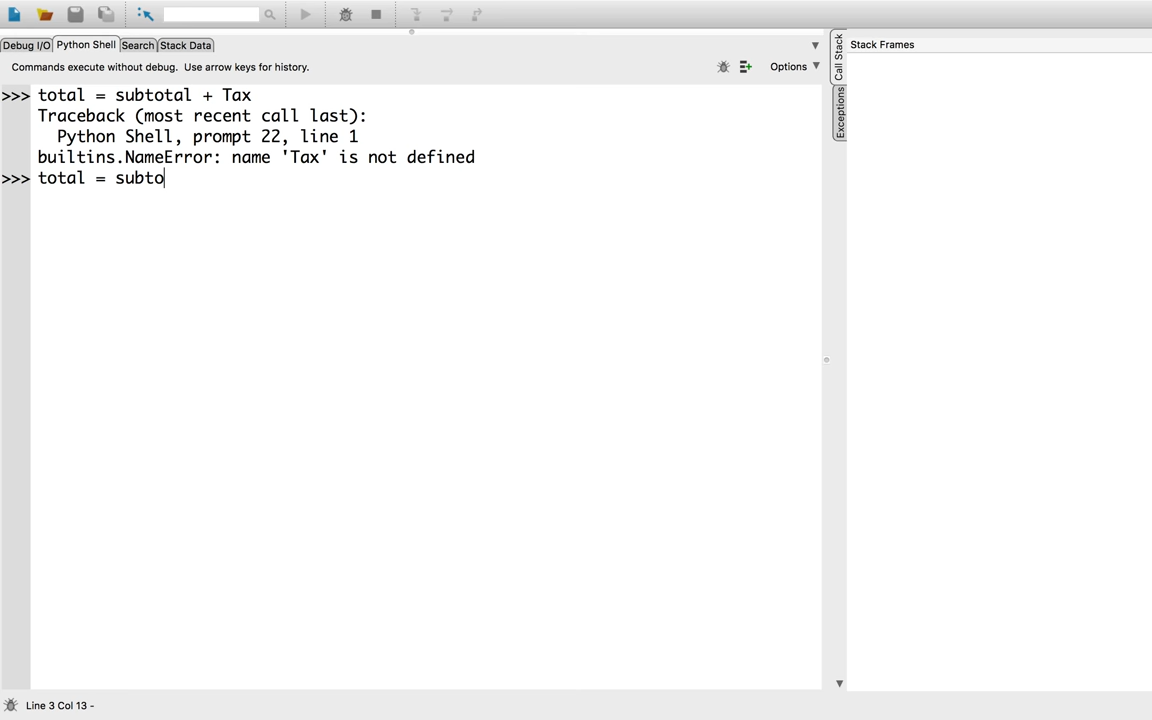 Debug I/O Python Shell Search Stack Data
Commands execute without debug. Use arrow keys for history.
Options
>>> total = subtotal + Tax
Traceback (most recent call last):
Python Shell, prompt 22, line 1
builtins.NameError: name 'Tax' is not defined
>>> total = subto
Call Stack
Exceptions
Stack Frames
Line 3 Col 13 -